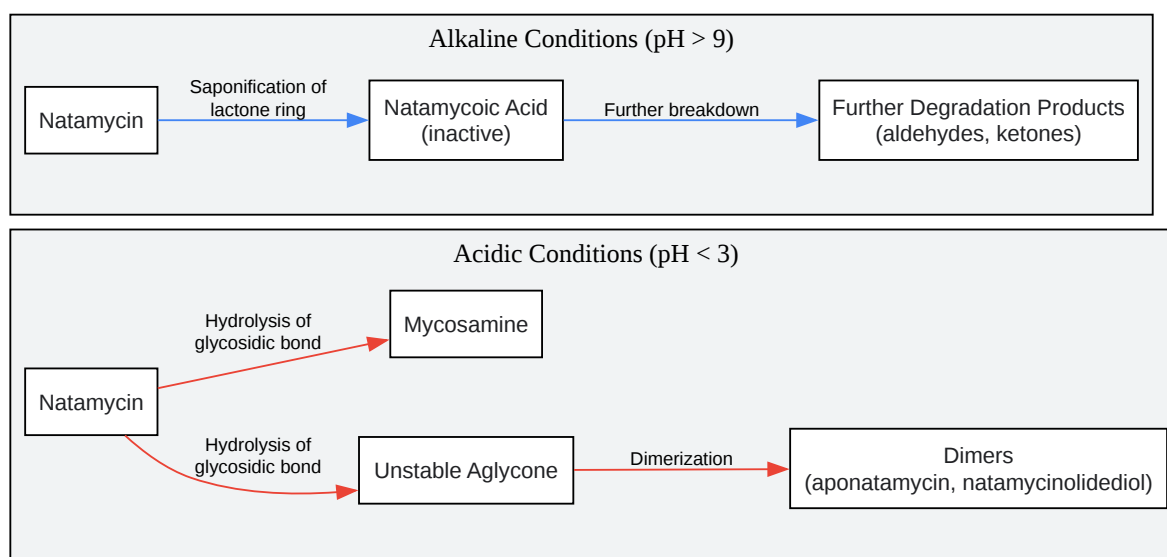 Alkaline Conditions (pH > 9)
Natamycin
Saponification of
lactone ring
Natamycoic Acid
(inactive)
Further breakdown
Further Degradation Products
(aldehydes, ketones)
Acidic Conditions (pH < 3)
Natamycin
Hydrolysis of
glycosidic bond
Mycosamine
Hydrolysis of
glycosidic bond
Unstable Aglycone
Dimerization
Dimers
(aponatamycin, natamycinolidediol)